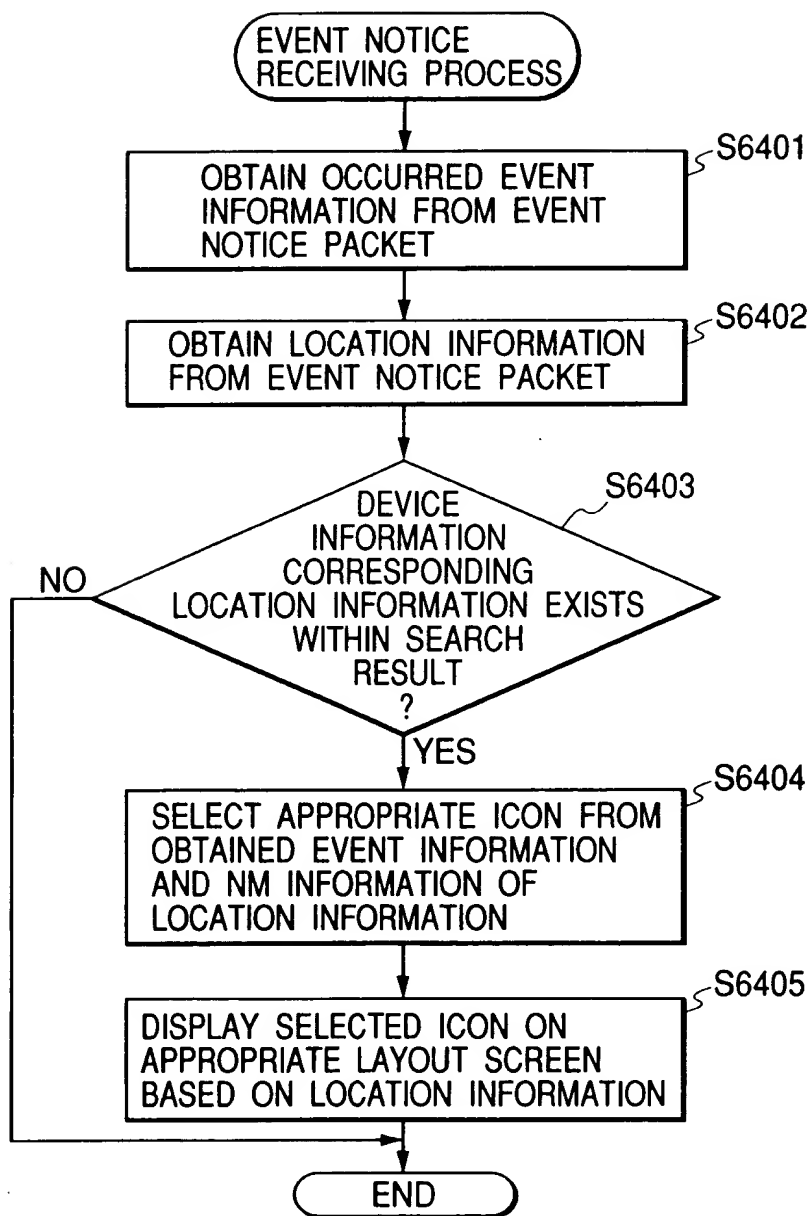 EVENT NOTICE
RECEIVING PROCESS
S6401
OBTAIN OCCURRED EVENT
INFORMATION FROM EVENT
NOTICE PACKET
S6402
OBTAIN LOCATION INFORMATION
FROM EVENT NOTICE PACKET
S6403
DEVICE
INFORMATION
CORRESPONDING
LOCATION INFORMATION EXISTS
WITHIN SEARCH
RESULT
?
NO
YES
S6404
SELECT APPROPRIATE ICON FROM
OBTAINED EVENT INFORMATION
AND NM INFORMATION OF
LOCATION INFORMATION
S6405
DISPLAY SELECTED ICON ON
APPROPRIATE LAYOUT SCREEN
BASED ON LOCATION INFORMATION
END